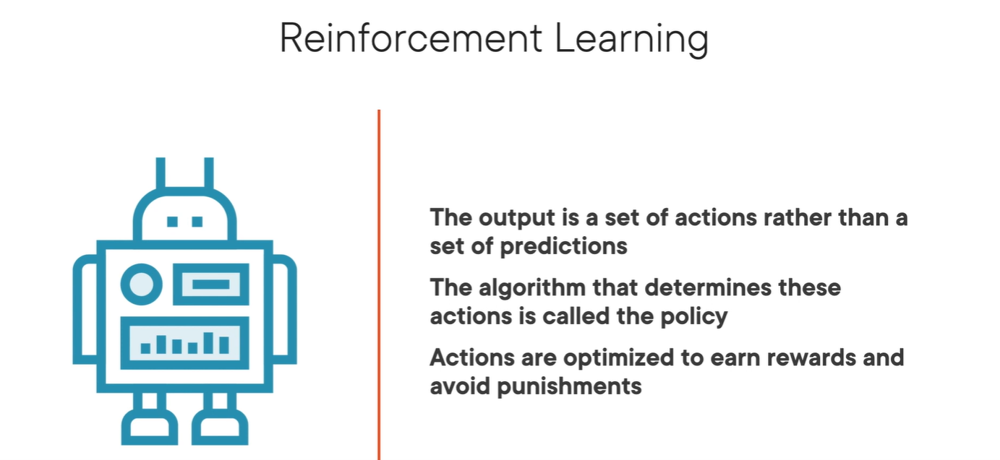 Reinforcement Learning
The output is a set of actions rather than a
set of predictions
The algorithm that determines these
actions is called the policy
Actions are optimized to earn rewards and
avoid punishments